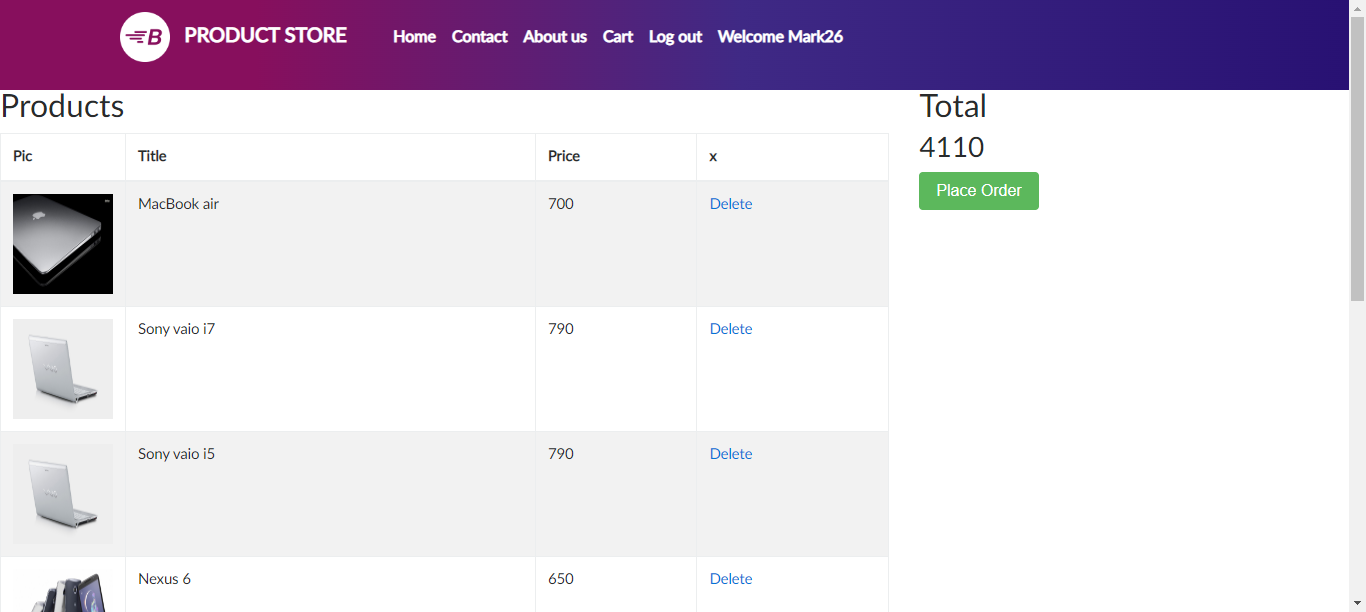 B PRODUCT STORE Home Contact About us Cart Log out Welcome Mark26
Products
Total
4110
Place Order
Pic Title Price x
MacBook air 700 Delete
Sony vaio i7 790 Delete
Sony vaio i5 790 Delete
Nexus 6 650 Delete